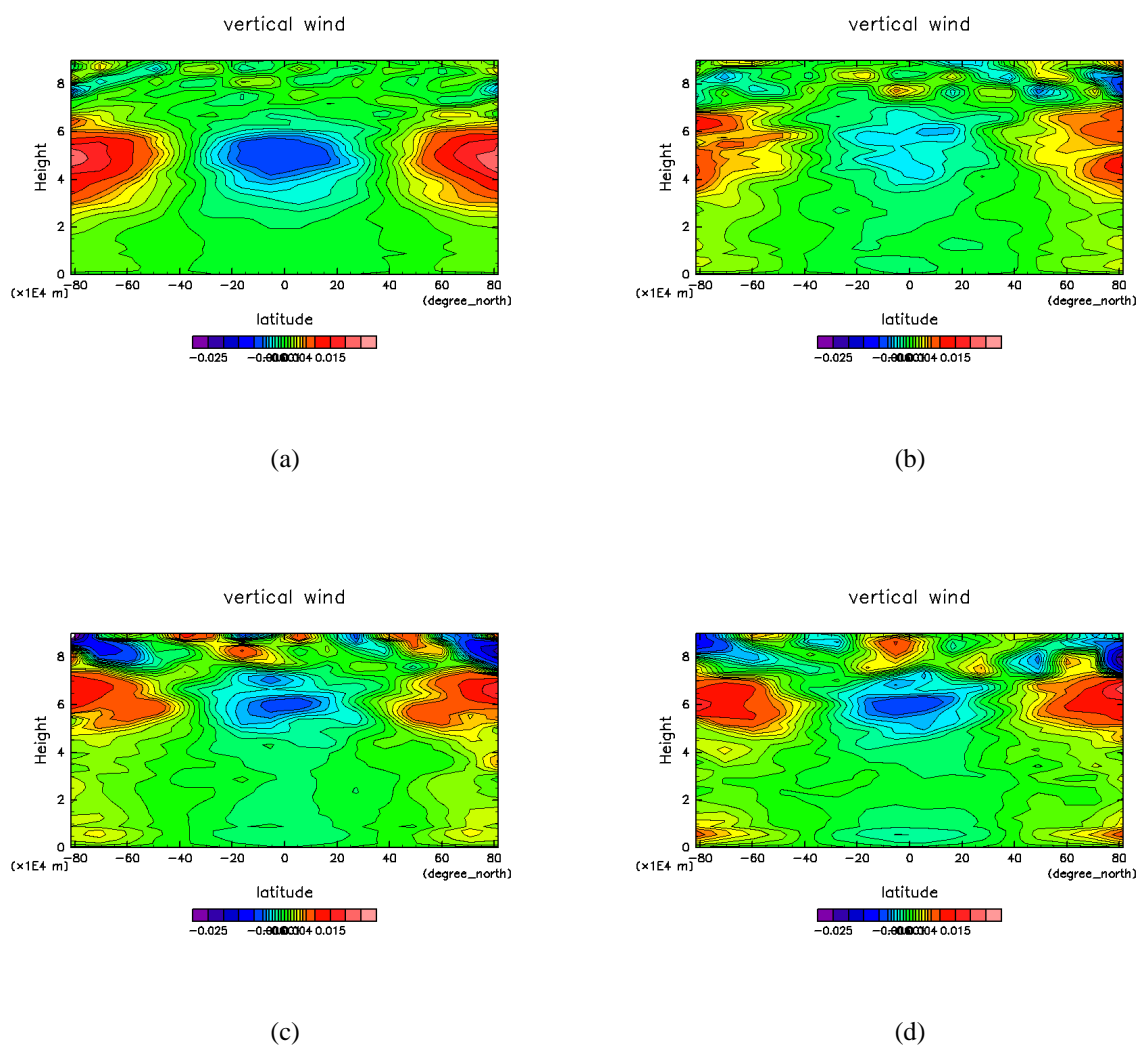 vertical wind
vertical wind
Height
8
6
4
2
0
-80 -60 -40 -20 0 20 40 60 80
(×1E4 m]
(degree_north]
latitude
-0.025
0.015
Height
8
6
4
2
0
-80 -60 -40 -20 0 20 40 60 80
(×1E4 m]
(degree_north]
latitude
-0.025
0.015
(a)
(b)
vertical wind
vertical wind
Height
8
6
4
2
0
-80 -60 -40 -20 0 20 40 60 80
(×1E4 m]
(degree_north]
latitude
-0.025
0.015
Height
8
6
4
2
0
-80 -60 -40 -20 0 20 40 60 80
(×1E4 m]
(degree_north]
latitude
-0.025
0.015
(c)
(d)